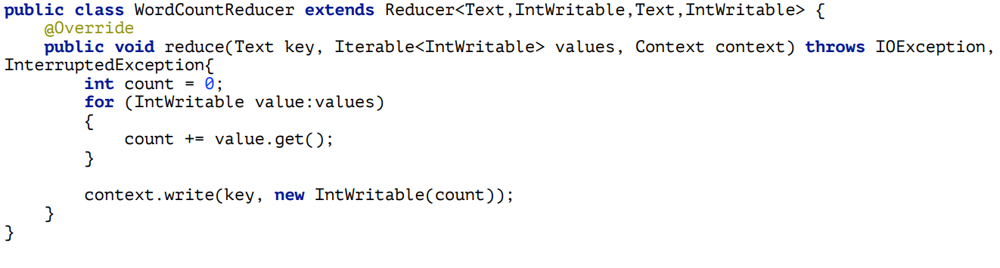 public class WordCountReducer extends Reducer<Text,IntWritable,Text,IntWritable> {
    @Override
    public void reduce(Text key, Iterable<IntWritable> values, Context context) throws IOException,
InterruptedException{
        int count = 0;
        for (IntWritable value:values)
        {
            count += value.get();
        }

        context.write(key, new IntWritable(count));
    }
}